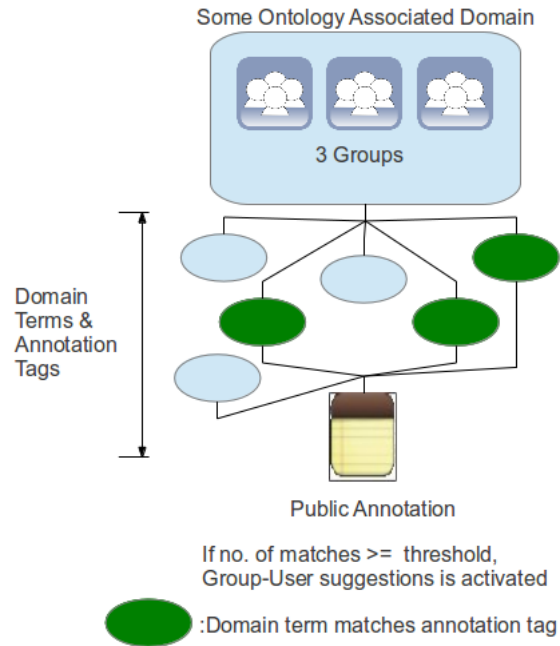 Some Ontology Associated Domain
3 Groups
Domain
Terms &
Annotation
Tags
Public Annotation
If no. of matches >= threshold,
Group-User suggestions is activated
:Domain term matches annotation tag